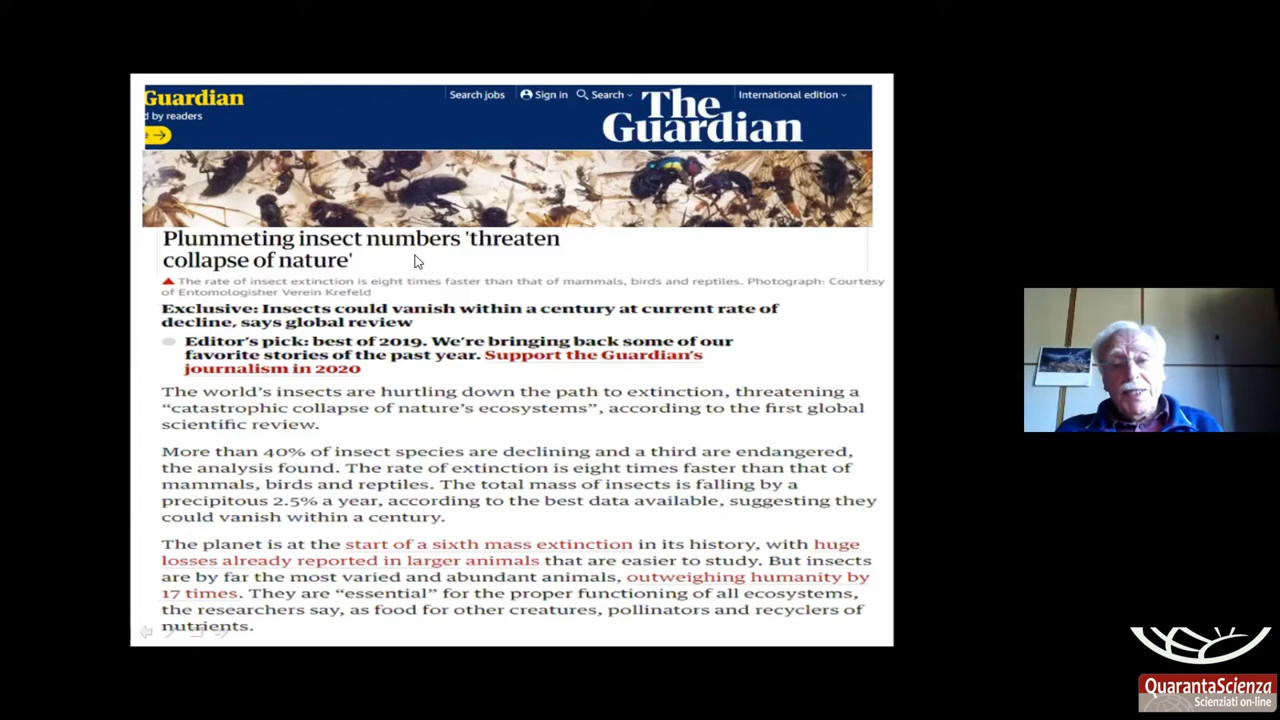 Guardian
d by readers
Search jobs
Sign in
Search
International edition
The
Guardian
Plummeting insect numbers 'threaten
collapse of nature'
The rate of insect extinction is eight times faster than that of mammals, birds and reptiles. Photograph: Courtesy
of Entomologisher Verein Krefeld
Exclusive: Insects could vanish within a century at current rate of
decline, says global review
Editor's pick: best of 2019. We're bringing back some of our
favorite stories of the past year. Support the Guardian's
journalism in 2020
The world's insects are hurtling down the path to extinction, threatening a
“catastrophic collapse of nature's ecosystems”, according to the first global
scientific review.
More than 40% of insect species are declining and a third are endangered,
the analysis found. The rate of extinction is eight times faster than that of
mammals, birds and reptiles. The total mass of insects is falling by a
precipitous 2.5% a year, according to the best data available, suggesting they
could vanish within a century.
The planet is at the start of a sixth mass extinction in its history, with huge
losses already reported in larger animals that are easier to study. But insects
are by far the most varied and abundant animals, outweighing humanity by
17 times. They are “essential” for the proper functioning of all ecosystems,
the researchers say, as food for other creatures, pollinators and recyclers of
nutrients.
QuarantaScienza
Scienziati on-line